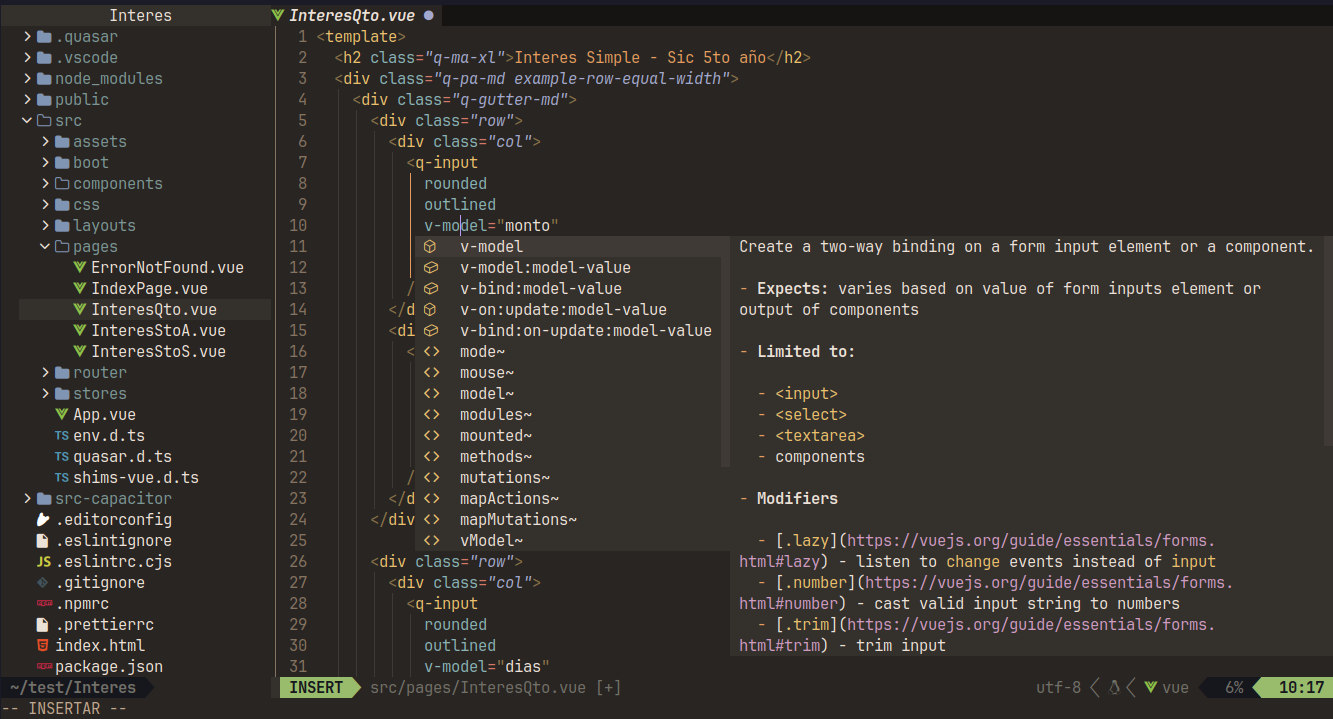 Interes
.quasar
.vscode
node_modules
public
src
assets
boot
components
css
layouts
pages
ErrorNotFound.vue
IndexPage.vue
InteresQto.vue
InteresStoA.vue
InteresStoS.vue
router
stores
App.vue
TS env.d.ts
TS quasar.d.ts
TS shims-vue.d.ts
src-capacitor
.editorconfig
.eslintignore
JS .eslintrc.cjs
.gitignore
.npmrc
.prettierrc
index.html
package.json
~/test/Interes
InteresQto.vue
1 <template>
2 <h2 class="q-ma-xl">Interes Simple - Sic 5to año</h2>
3 <div class="q-pa-md example-row-equal-width">
4 <div class="q-gutter-md">
5 <div class="row">
6 <div class="col">
7 <q-input
8 rounded
9 outlined
10 v-model="monto"
11
12
13 /
14 </d
15 <di
16 <
17
18
19
20
21
22 /
23 </d
24 </div
25
26 <div class="row">
27 <div class="col">
28 <q-input
29 rounded
30 outlined
31 v-model="dias"
v-model
v-model:model-value
v-bind:model-value
v-on:update:model-value
v-bind:on-update:model-value
mode~
mouse~
model~
modules~
mounted~
methods~
mutations~
mapActions~
mapMutations~
vModel~
Create a two-way binding on a form input element or a component.
- Expects: varies based on value of form inputs element or
output of components
- Limited to:
- <input>
- <select>
- <textarea>
- components
- Modifiers
- [.lazy](https://vuejs.org/guide/essentials/forms.
html#lazy) - listen to change events instead of input
- [.number](https://vuejs.org/guide/essentials/forms.
html#number) - cast valid input string to numbers
- [.trim](https://vuejs.org/guide/essentials/forms.
html#trim) - trim input
INSERT src/pages/InteresQto.vue [+]
utf-8 vue 6% 10:17
-- INSERTAR --